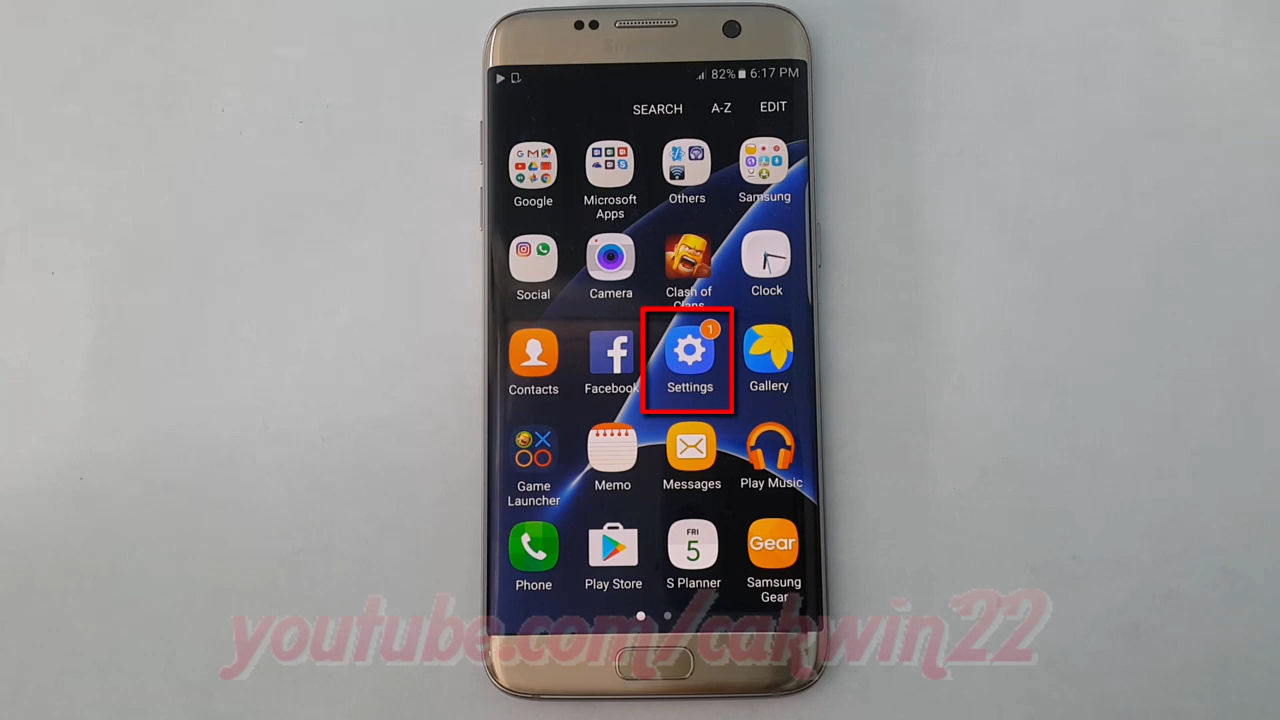 SAMSUNG
82% 6:17 PM
SEARCH A-Z EDIT
Google
Microsoft
Apps
Others
Samsung
Social
Camera
Clash of
Clans
Clock
Contacts
Facebook
1
Settings
Gallery
Game
Launcher
Memo
Messages
Play Music
FRI
5
Gear
Phone
Play Store
S Planner
Samsung
Gear
youtube.com/cakwin22